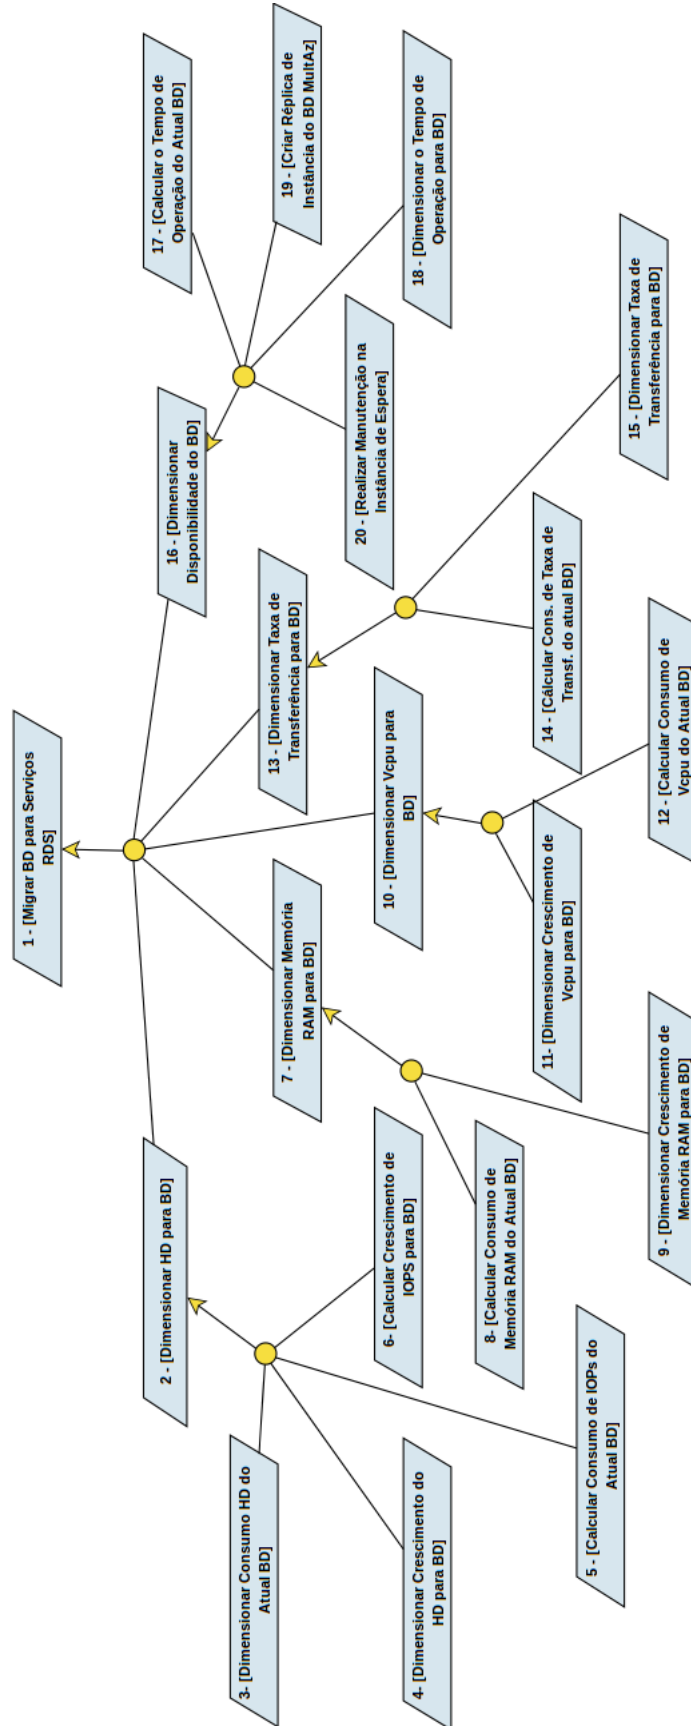 1 - [Migrar BD para Serviços
RDS]
2 - [Dimensionar HD para BD]
3- [Dimensionar Consumo HD do
Atual BD]
4- [Dimensionar Crescimento do
HD para BD]
5 - [Calcular Consumo de IOPs do
Atual BD]
6- [Calcular Crescimento de
IOPS para BD]
7 - [Dimensionar Memória
RAM para BD]
8- [Calcular Consumo de
Memória RAM do Atual BD]
9 - [Dimensionar Crescimento de
Memória RAM para BD]
10 - [Dimensionar Vcpu para
BD]
11- [Dimensionar Crescimento de
Vcpu para BD]
12 - [Calcular Consumo de
Vcpu do Atual BD]
13 - [Dimensionar Taxa de
Transferência para BD]
14 - [Cálcular Cons. de Taxa de
Transf. do atual BD]
15 - [Dimensionar Taxa de
Transferência para BD]
16 - [Dimensionar
Disponibilidade do BD]
17 - [Calcular o Tempo de
Operação do Atual BD]
18 - [Dimensionar o Tempo de
Operação para BD]
19 - [Criar Réplica de
Instância do BD MultAz]
20 - [Realizar Manutenção na
Instância de Espera]